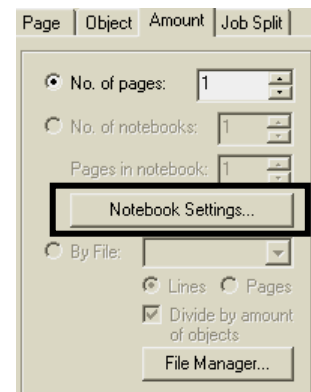 Page Object Amount Job Split
No. of pages: 1
No. of notebooks: 1
Pages in notebook: 1
Notebook Settings...
By File:
Lines Pages
Divide by amount
of objects
File Manager...